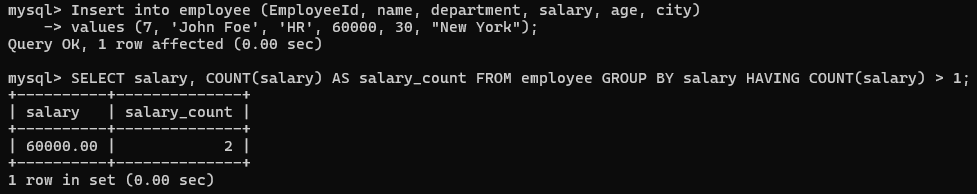 mysql> Insert into employee (EmployeeId, name, department, salary, age, city)
    -> values (7, 'John Foe', 'HR', 60000, 30, "New York");
Query OK, 1 row affected (0.00 sec)

mysql> SELECT salary, COUNT(salary) AS salary_count FROM employee GROUP BY salary HAVING COUNT(salary) > 1;
+----------+--------------+
| salary   | salary_count |
+----------+--------------+
| 60000.00 |            2 |
+----------+--------------+
1 row in set (0.00 sec)